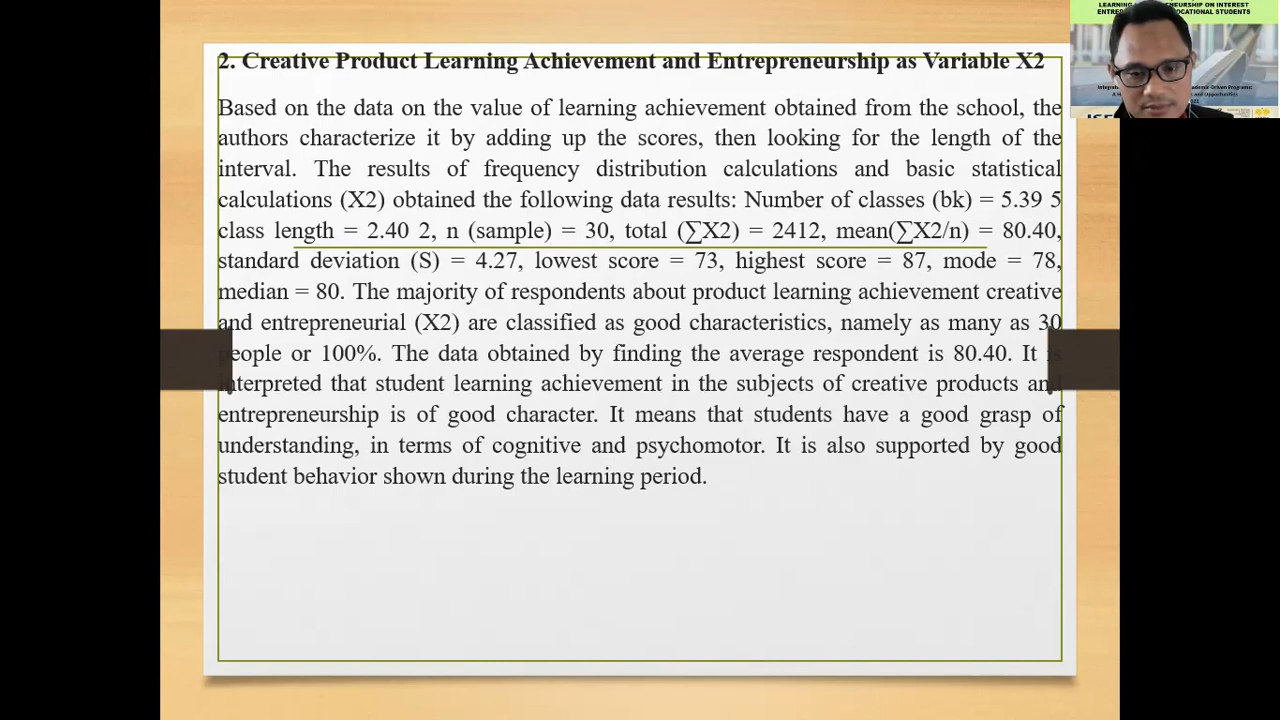 2. Creative Product Learning Achievement and Entrepreneurship as Variable X2
Based on the data on the value of learning achievement obtained from the school, the
authors characterize it by adding up the scores, then looking for the length of the
interval. The results of frequency distribution calculations and basic statistical
calculations (X2) obtained the following data results: Number of classes (bk) = 5.39 5
class length = 2.40 2, n (sample) = 30, total (∑X2) = 2412, mean(∑X2/n) = 80.40,
standard deviation (S) = 4.27, lowest score = 73, highest score = 87, mode = 78,
median = 80. The majority of respondents about product learning achievement creative
and entrepreneurial (X2) are classified as good characteristics, namely as many as 30
people or 100%. The data obtained by finding the average respondent is 80.40. It is
interpreted that student learning achievement in the subjects of creative products and
entrepreneurship is of good character. It means that students have a good grasp of
understanding, in terms of cognitive and psychomotor. It is also supported by good
student behavior shown during the learning period.
ON INTEREST
STUDENTS